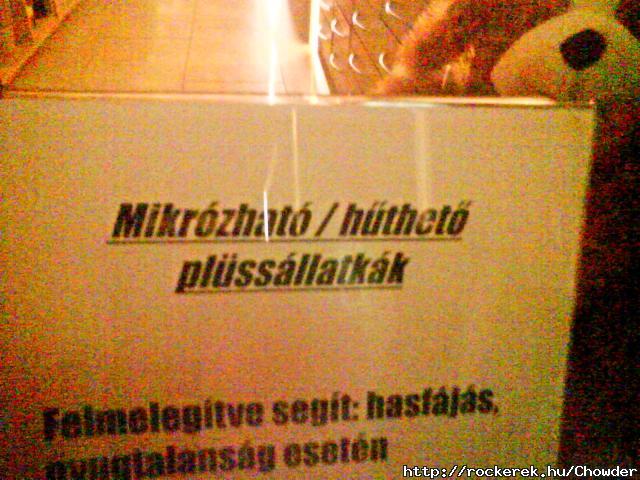 Mikrózható / hűthető
plüssállatkák
Felmelegítve segít: hasfájás,
nyugtalanság esetén
http://rockerek.hu/Chowder